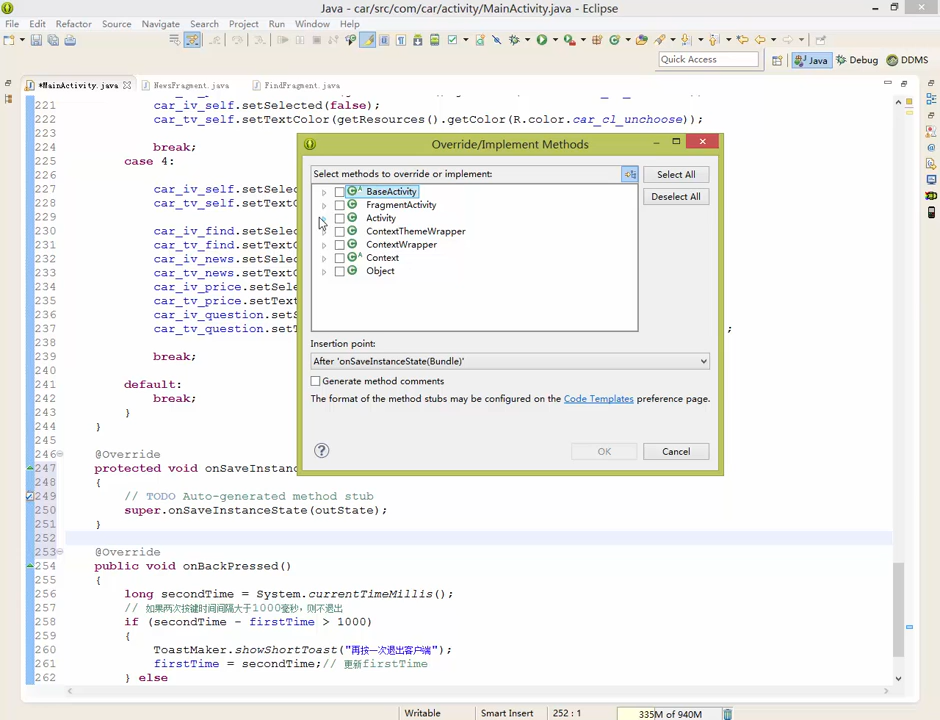 Java - car/src/com/car/activity/MainActivity.java - Eclipse
File Edit Refactor Source Navigate Search Project Run Window Help
Quick Access
Java
Debug
DDMS
*MainActivity.java
NewsFragment.java
FindFragment.java
221 car_iv_self.setSelected(false);
222 car_tv_self.setTextColor(getResources().getColor(R.color.car_cl_unchoose));
223
224 break;
225 case 4:
226
227 car_iv_self.setSelec
228 car_tv_self.setTextC
229
230 car_iv_find.setSelec
231 car_tv_find.setTextC
232 car_iv_news.setSelec
233 car_tv_news.setTextC
234 car_iv_price.setSele
235 car_tv_price.setText
236 car_iv_question.setS
237 car_tv_question.setT ;
238
239 break;
240
241 default:
242 break;
243 }
244 }
245
246 @Override
247 protected void onSaveInstanc
248 {
249 // TODO Auto-generated method stub
250 super.onSaveInstanceState(outState);
251 }
252
253 @Override
254 public void onBackPressed()
255 {
256 long secondTime = System.currentTimeMillis();
257 // 如果两次按键时间间隔大于1000毫秒，则不退出
258 if (secondTime - firstTime > 1000)
259 {
260 ToastMaker.showShortToast("再按一次退出客户端");
261 firstTime = secondTime;// 更新firstTime
262 } else
Override/Implement Methods
Select methods to override or implement:
Select All
Deselect All
BaseActivity
FragmentActivity
Activity
ContextThemeWrapper
ContextWrapper
Context
Object
Insertion point:
After 'onSaveInstanceState(Bundle)'
Generate method comments
The format of the method stubs may be configured on the Code Templates preference page.
OK
Cancel
Writable
Smart Insert
252 : 1
335M of 940M